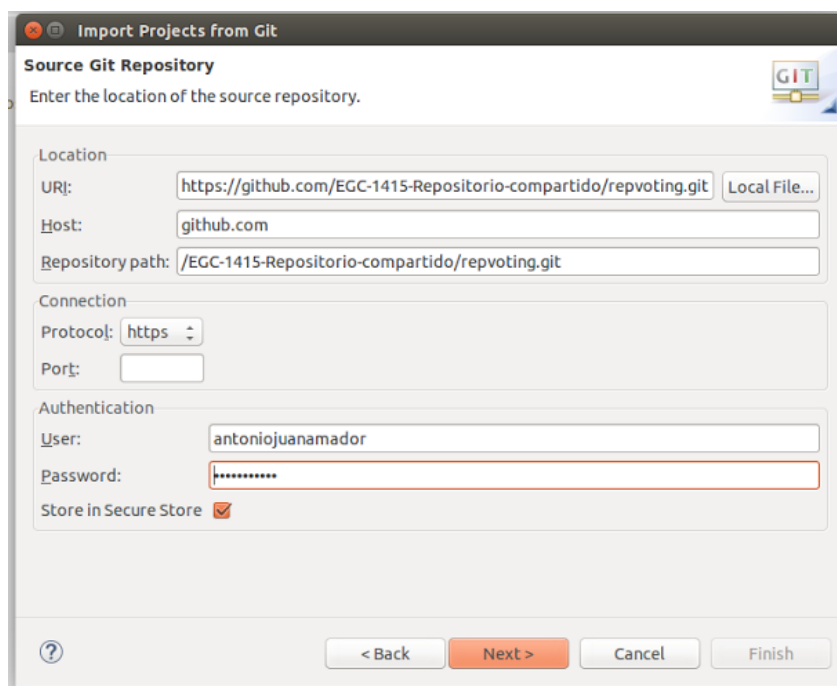 Import Projects from Git
Source Git Repository
Enter the location of the source repository.
GIT
Location
URI: https://github.com/EGC-1415-Repositorio-compartido/repvoting.git Local File...
Host: github.com
Repository path: /EGC-1415-Repositorio-compartido/repvoting.git
Connection
Protocol: https
Port:
Authentication
User: antoniojuanamador
Password: •••••••••••
Store in Secure Store
< Back Next > Cancel Finish